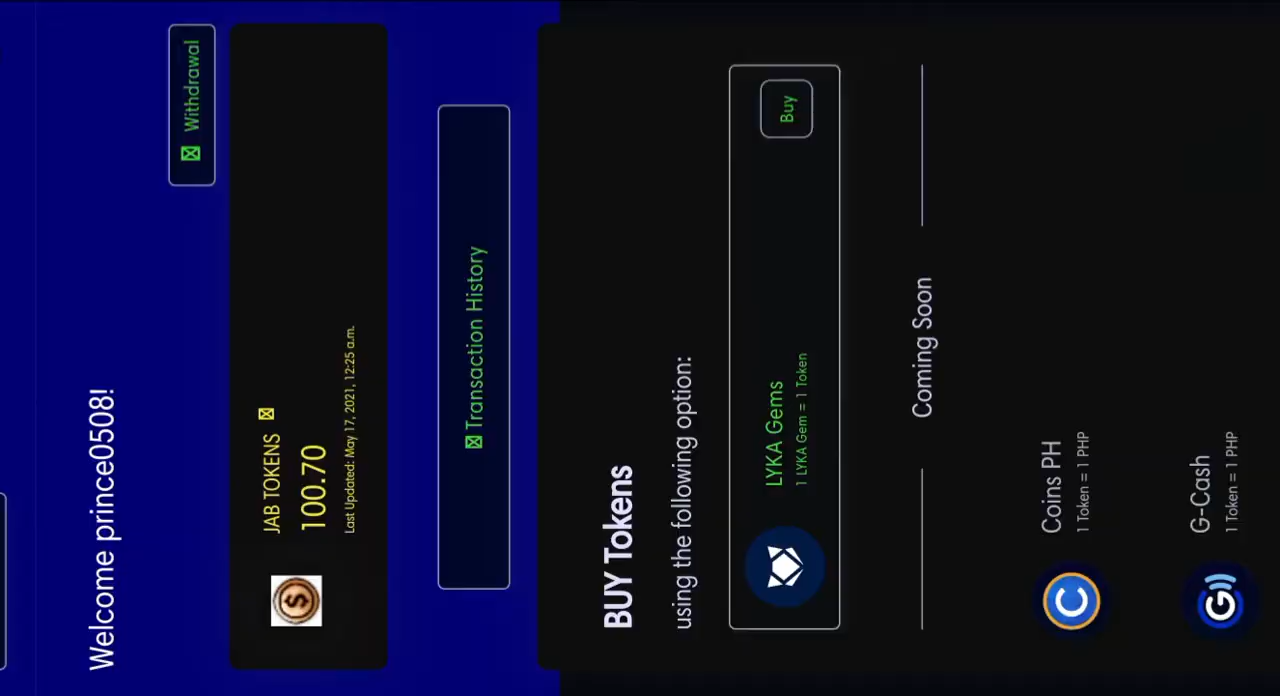 Welcome prince0508!
Withdrawal
JAB TOKENS
100.70
Last Updated: May 17, 2021, 12:25 a.m.
Transaction History
BUY Tokens
using the following option:
LYKA Gems
1 LYKA Gem = 1 Token
Buy
Coming Soon
Coins PH
1 Token = 1 PHP
G-Cash
1 Token = 1 PHP